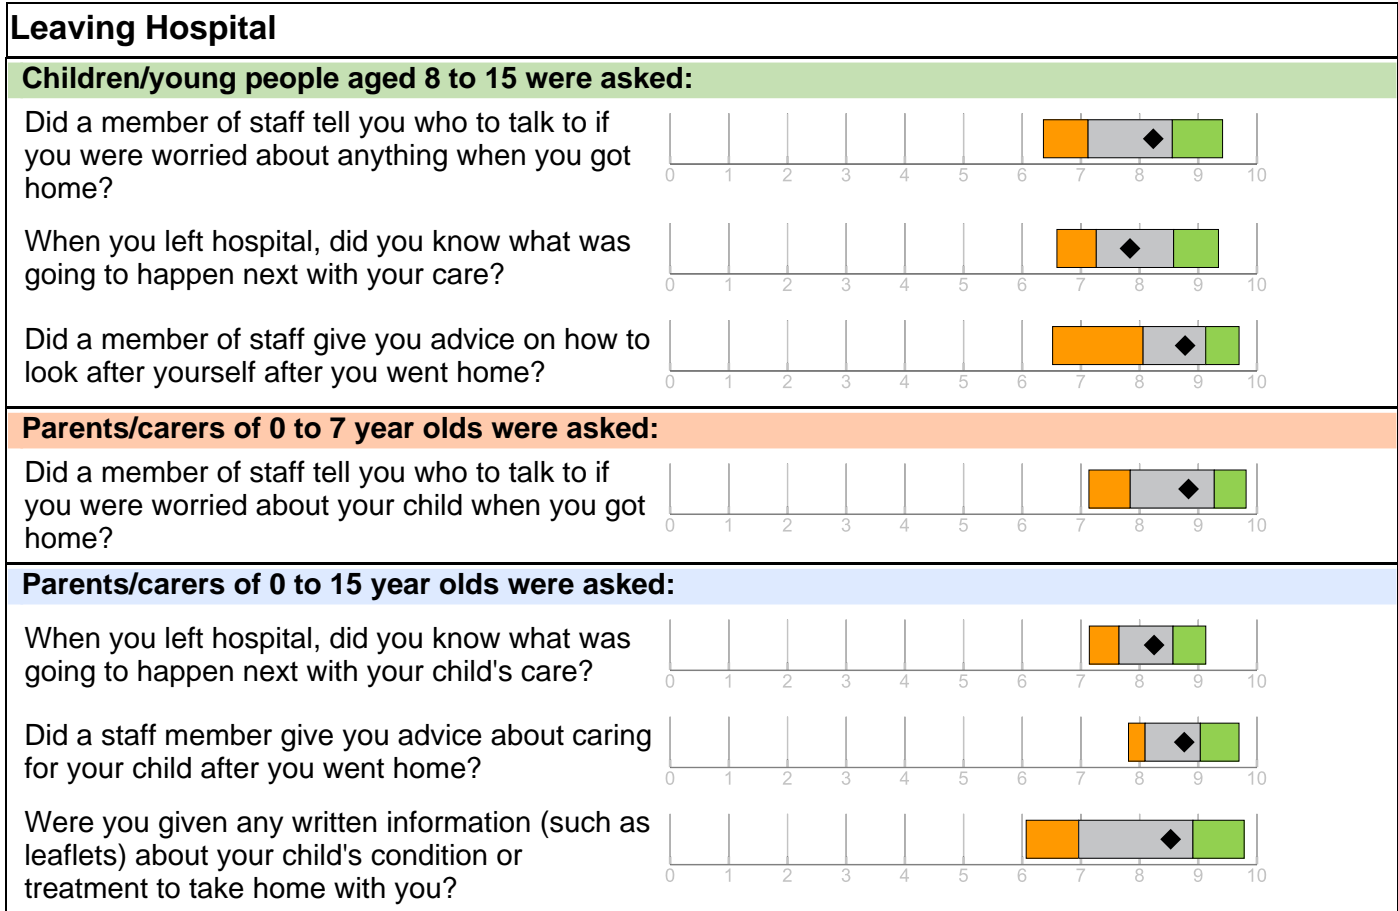 Leaving Hospital
Children/young people aged 8 to 15 were asked:
Did a member of staff tell you who to talk to if
you were worried about anything when you got
home?
0 1 2 3 4 5 6 7 8 9 10
When you left hospital, did you know what was
going to happen next with your care?
0 1 2 3 4 5 6 7 8 9 10
Did a member of staff give you advice on how to
look after yourself after you went home?
0 1 2 3 4 5 6 7 8 9 10
Parents/carers of 0 to 7 year olds were asked:
Did a member of staff tell you who to talk to if
you were worried about your child when you got
home?
0 1 2 3 4 5 6 7 8 9 10
Parents/carers of 0 to 15 year olds were asked:
When you left hospital, did you know what was
going to happen next with your child's care?
0 1 2 3 4 5 6 7 8 9 10
Did a staff member give you advice about caring
for your child after you went home?
0 1 2 3 4 5 6 7 8 9 10
Were you given any written information (such as
leaflets) about your child's condition or
treatment to take home with you?
0 1 2 3 4 5 6 7 8 9 10